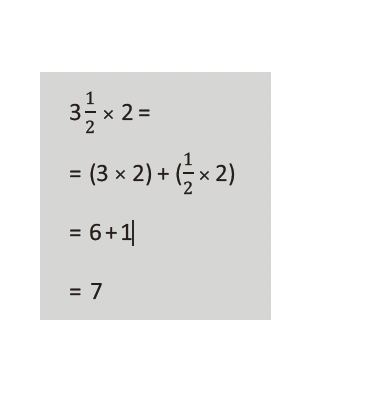 3 1/2 × 2 =
= (3 × 2) + (1/2 × 2)
= 6 + 1
= 7